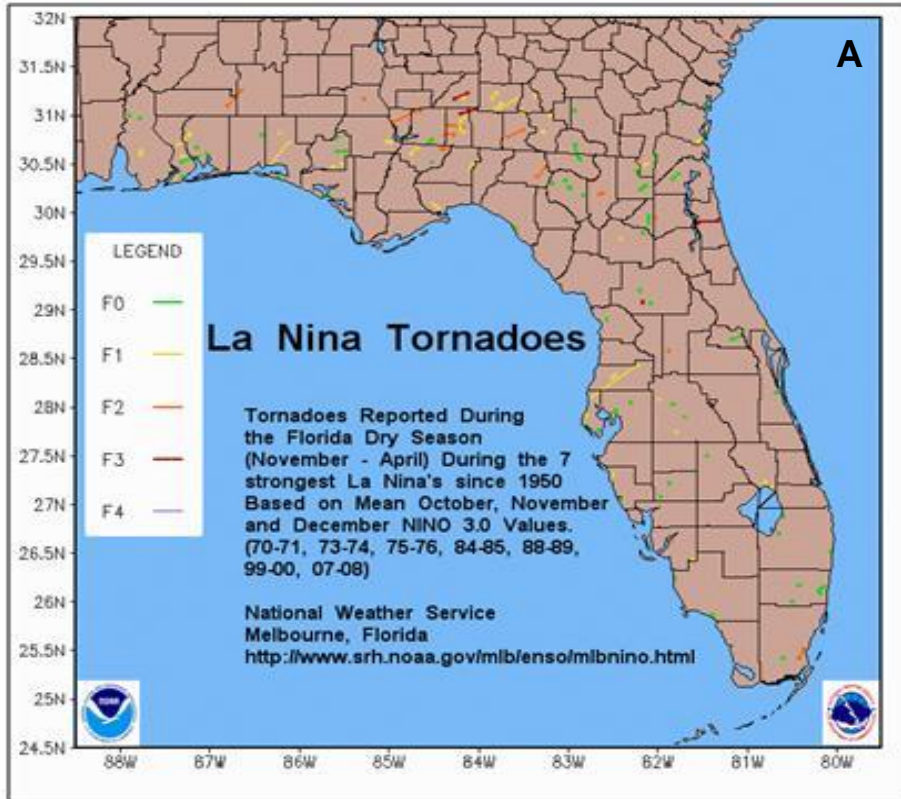 A
32N
31.5N
31N
30.5N
30N
29.5N
29N
28.5N
28N
27.5N
27N
26.5N
26N
25.5N
25N
24.5N
LEGEND
F0
F1
F2
F3
F4
La Nina Tornadoes
Tornadoes Reported During
the Florida Dry Season
(November - April) During the 7
strongest La Nina's since 1950
Based on Mean October, November
and December NINO 3.0 Values.
(70-71, 73-74, 75-76, 84-85, 88-89,
99-00, 07-08)
National Weather Service
Melbourne, Florida
http://www.srh.noaa.gov/mlb/enso/mlbnino.html
88W 87W 86W 85W 84W 83W 82W 81W 80W